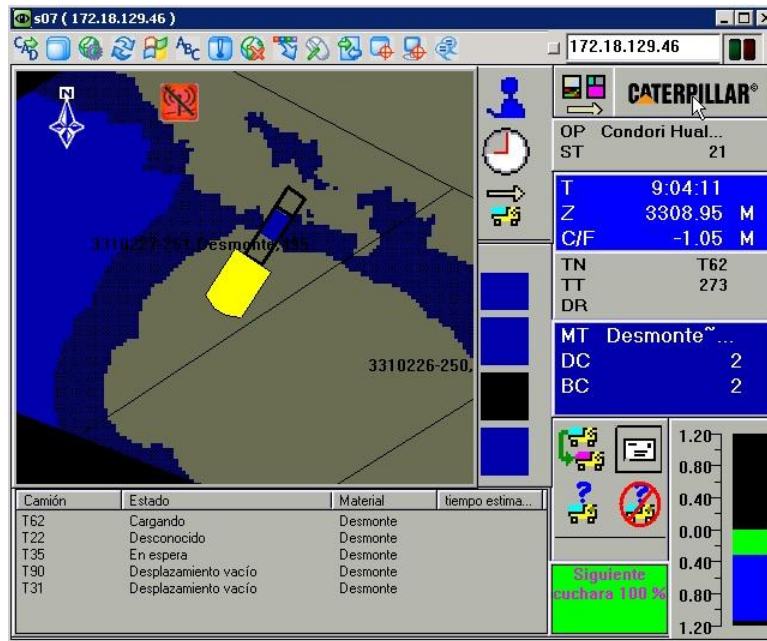 s07 ( 172.18.129.46 )
172.18.129.46
N
CATERPILLAR®
OP Condori Hual...
ST 21
T 9:04:11
Z 3308.95 M
C/F -1.05 M
TN T62
TT 273
DR
MT Desmonte~...
DC 2
BC 2
3310227-251, Desmonte, 395
3310226-250,
Camión Estado Material tiempo estima...
T62 Cargando Desmonte
T22 Desconocido Desmonte
T35 En espera Desmonte
T90 Desplazamiento vacío Desmonte
T31 Desplazamiento vacío Desmonte
Siguiente
cuchara 100 %
1.20
0.80
0.40
0.00
0.40
0.80
1.20